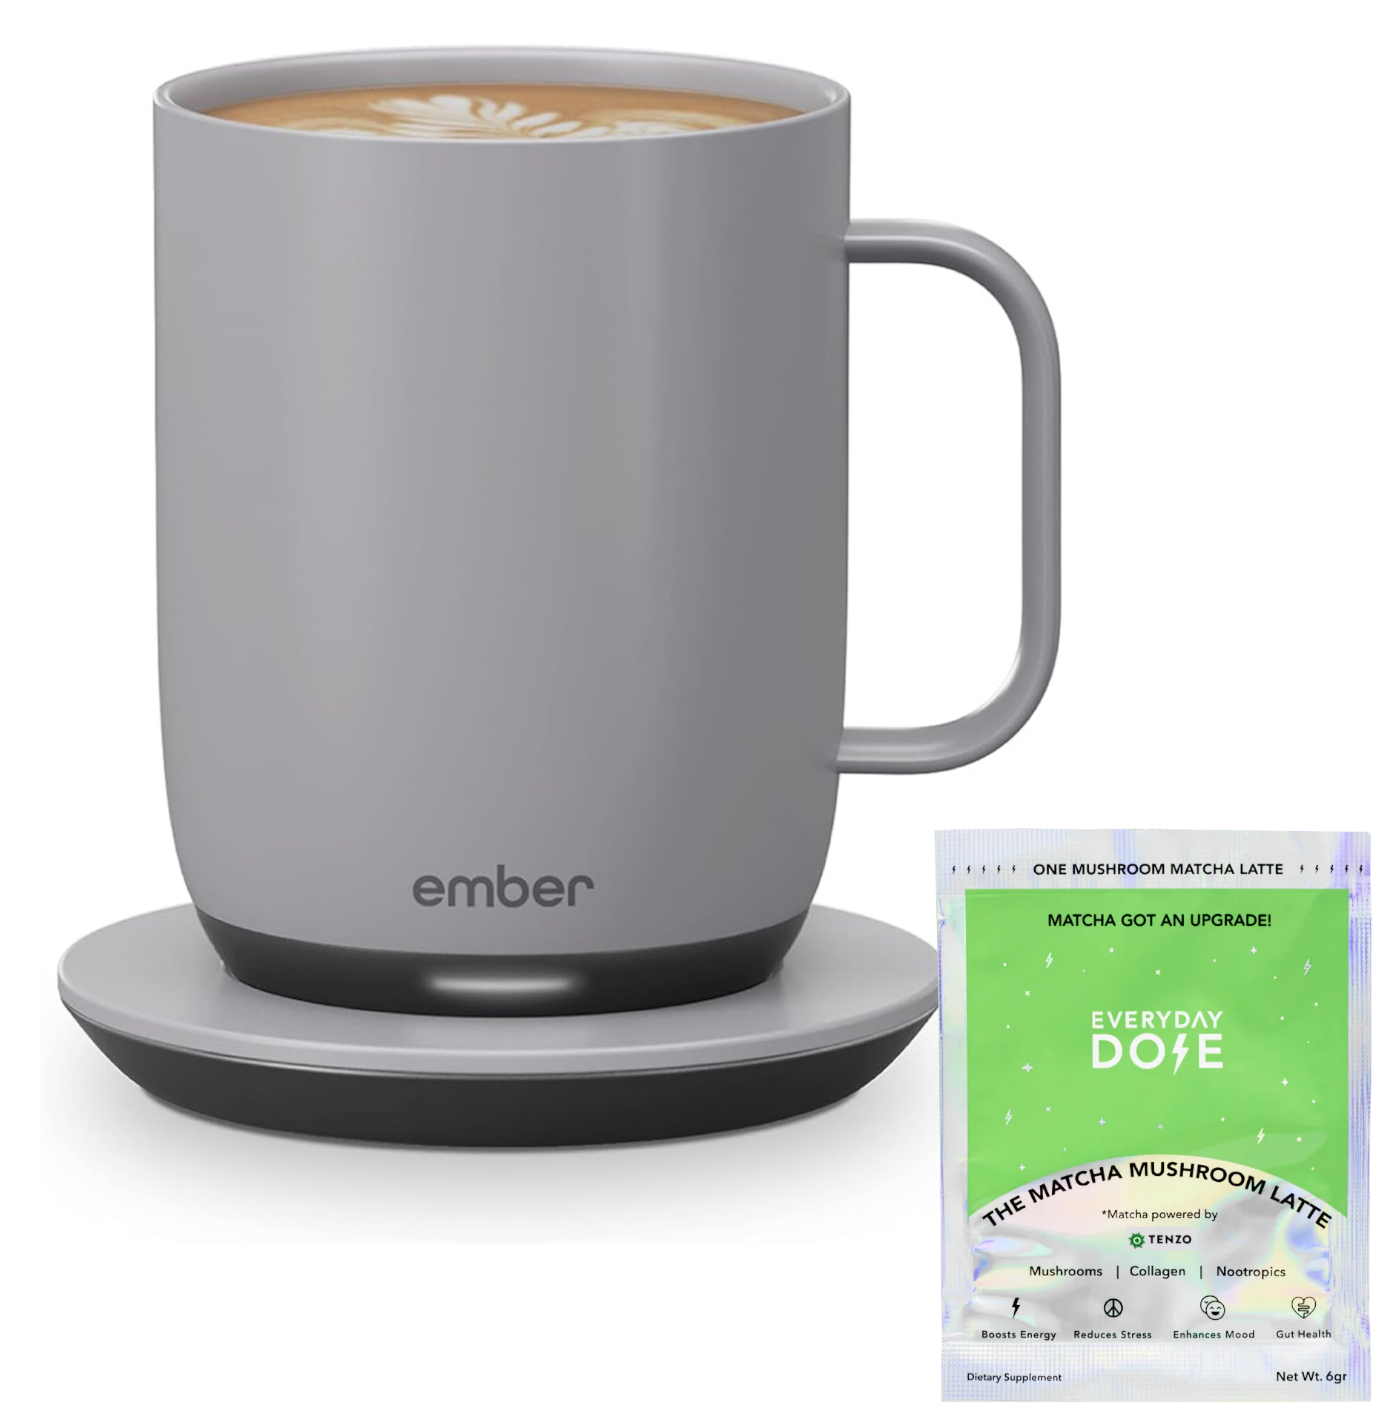 ember
ONE MUSHROOM MATCHA LATTE
MATCHA GOT AN UPGRADE!
EVERYDAY
DOSE
THE MATCHA MUSHROOM LATTE
*Matcha powered by
TENZO
Mushrooms | Collagen | Nootropics
Boosts Energy Reduces Stress Enhances Mood Gut Health
Dietary Supplement Net Wt. 6gr